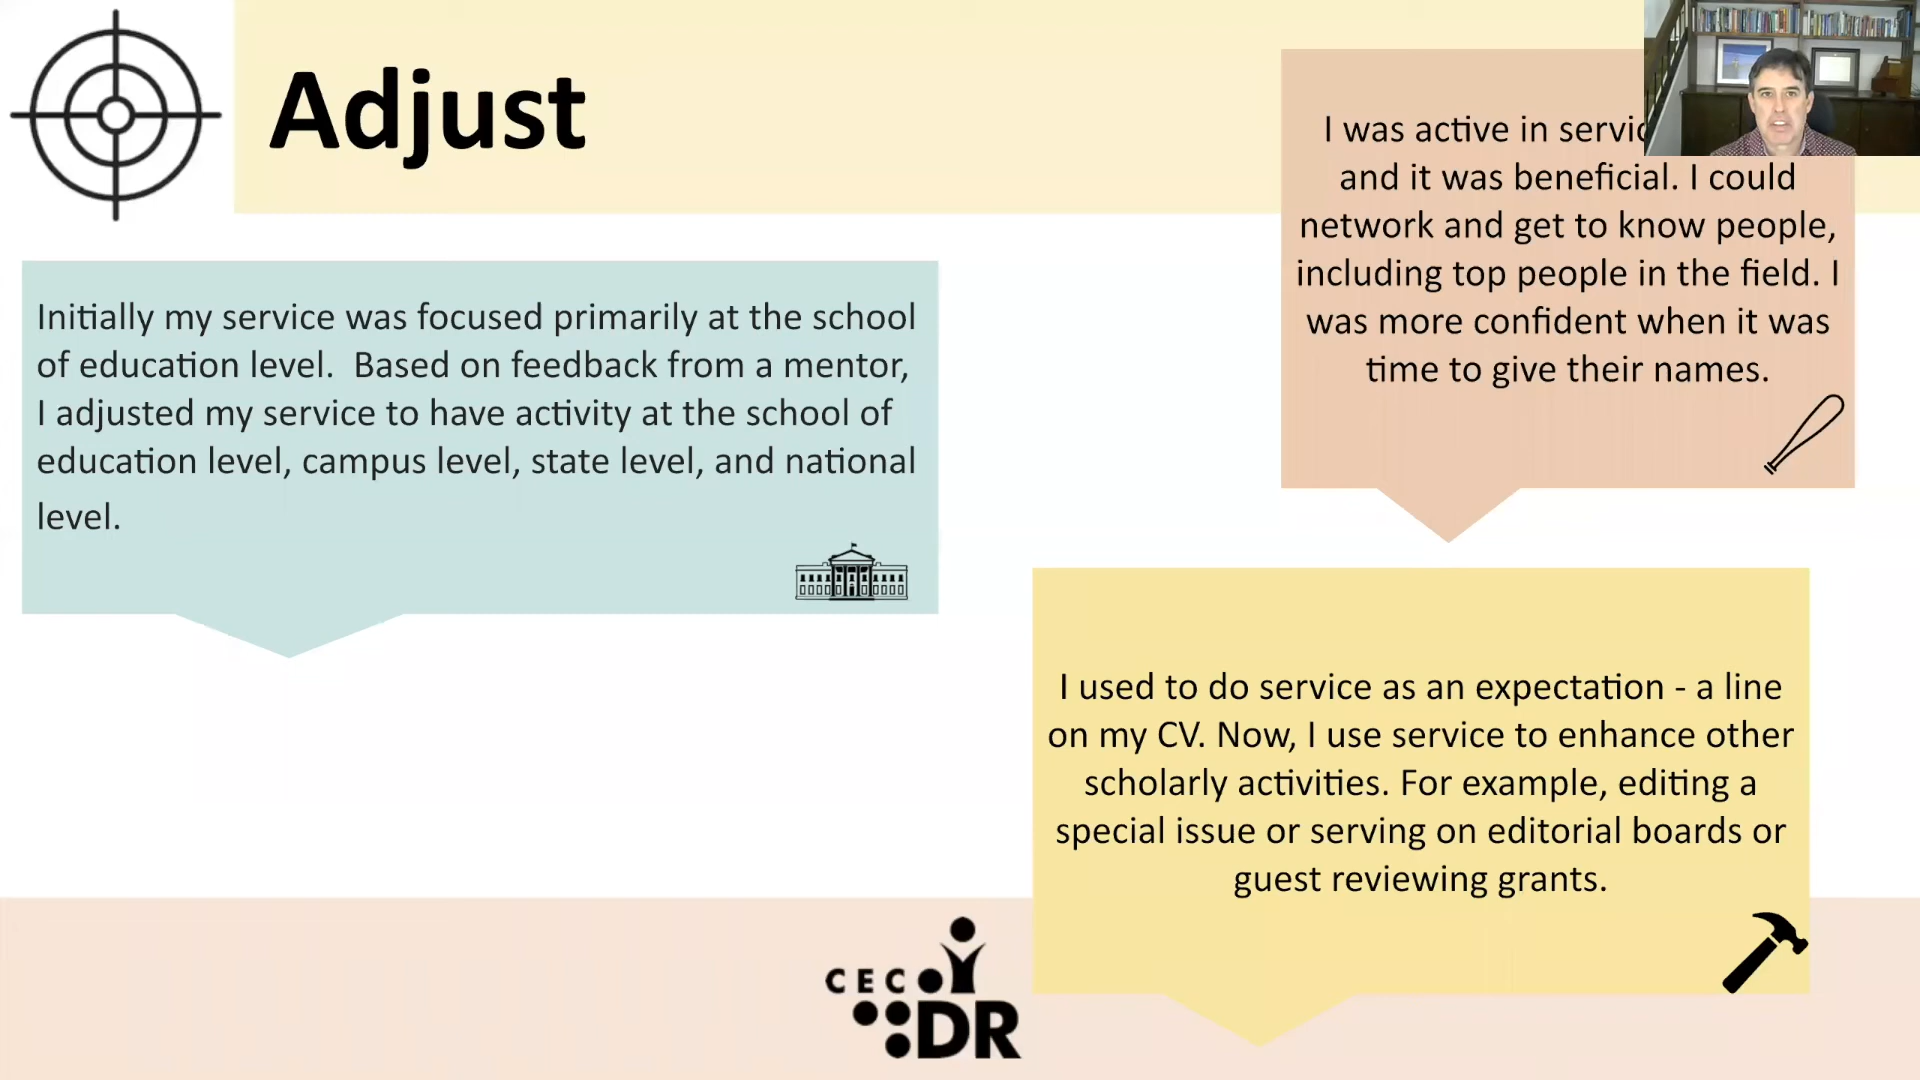 Adjust
Initially my service was focused primarily at the school
of education level.  Based on feedback from a mentor,
I adjusted my service to have activity at the school of
education level, campus level, state level, and national
level.
I was active in
and it was beneficial. I could
network and get to know people,
including top people in the field. I
was more confident when it was
time to give their names.
I used to do service as an expectation - a line
on my CV. Now, I use service to enhance other
scholarly activities. For example, editing a
special issue or serving on editorial boards or
guest reviewing grants.
CEC
DR